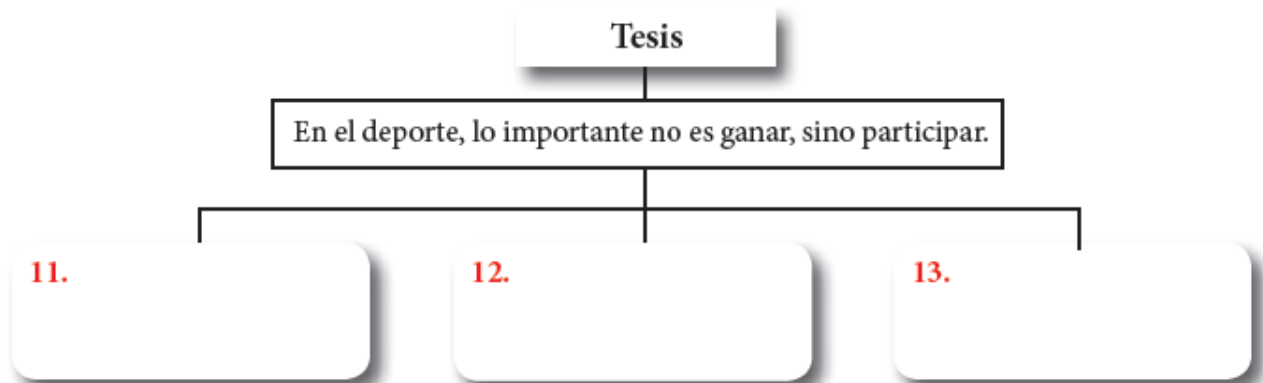 Tesis
En el deporte, lo importante no es ganar, sino participar.
11.
12.
13.